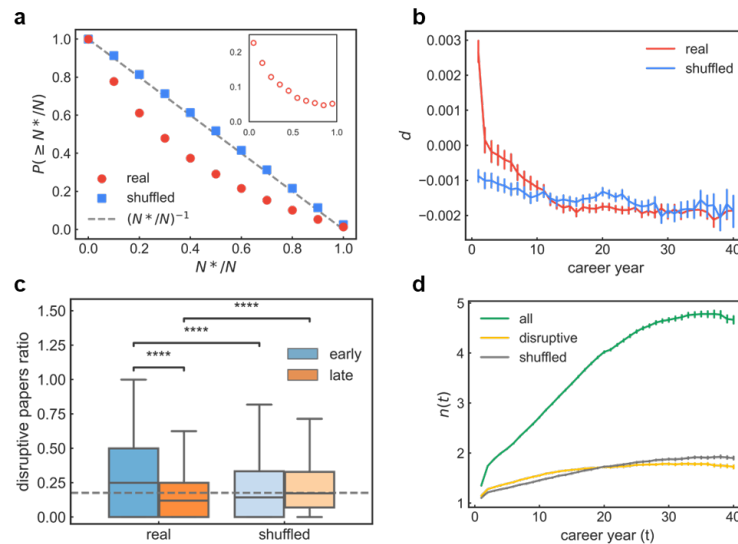 a
1.0
0.8
0.6
0.4
0.2
0.0
P(≥ N*/N)
0.2
0.1
0.0
0.0
0.5
1.0
real
shuffled
(N*/N)⁻¹
0.0
0.2
0.4
0.6
0.8
1.0
N*/N
b
0.003
0.002
0.001
0.000
−0.001
−0.002
d
real
shuffled
0
10
20
30
40
career year
c
1.50
1.25
1.00
0.75
0.50
0.25
0.00
disruptive papers ratio
****
****
****
early
late
real
shuffled
d
5
4
3
2
1
n(t)
all
disruptive
shuffled
0
10
20
30
40
career year (t)